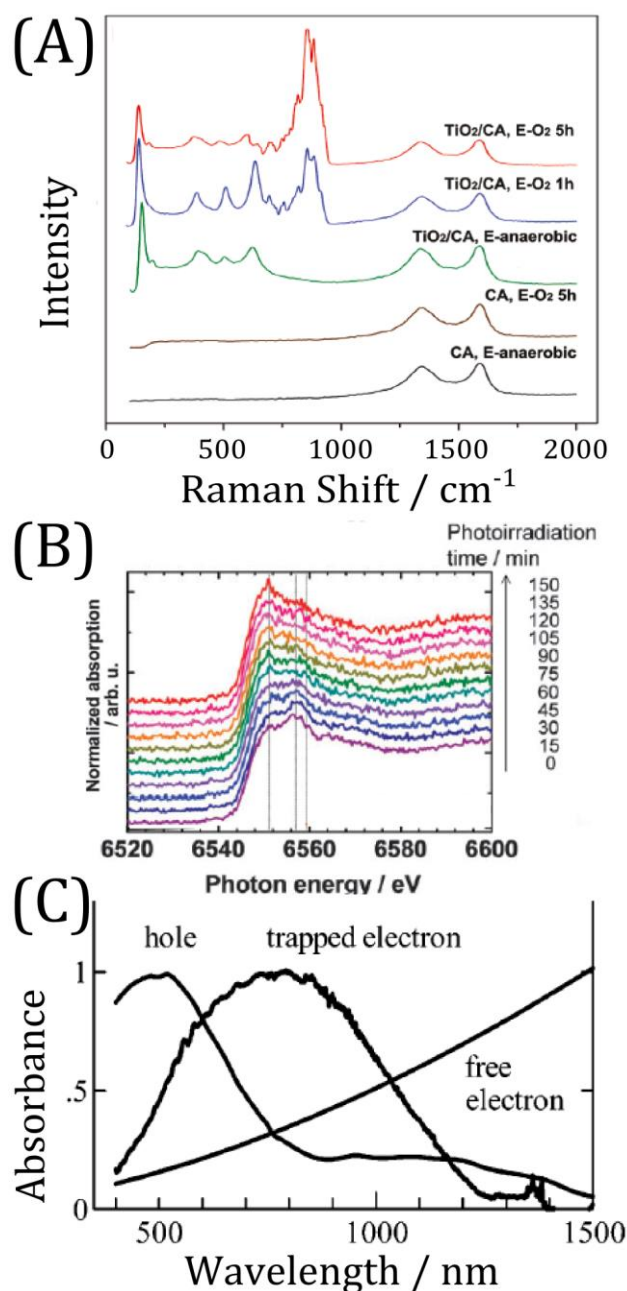 (A)
TiO2/CA, E-O2 5h
TiO2/CA, E-O2 1h
TiO2/CA, E-anaerobic
CA, E-O2 5h
CA, E-anaerobic
Intensity
0 500 1000 1500 2000
Raman Shift / cm-1
(B)
Photoirradiation
time / min
150
135
120
105
90
75
60
45
30
15
0
Normalized absorption
/ arb. u.
6520 6540 6560 6580 6600
Photon energy / eV
(C)
hole trapped electron
free
electron
1
.5
0
Absorbance
500 1000 1500
Wavelength / nm